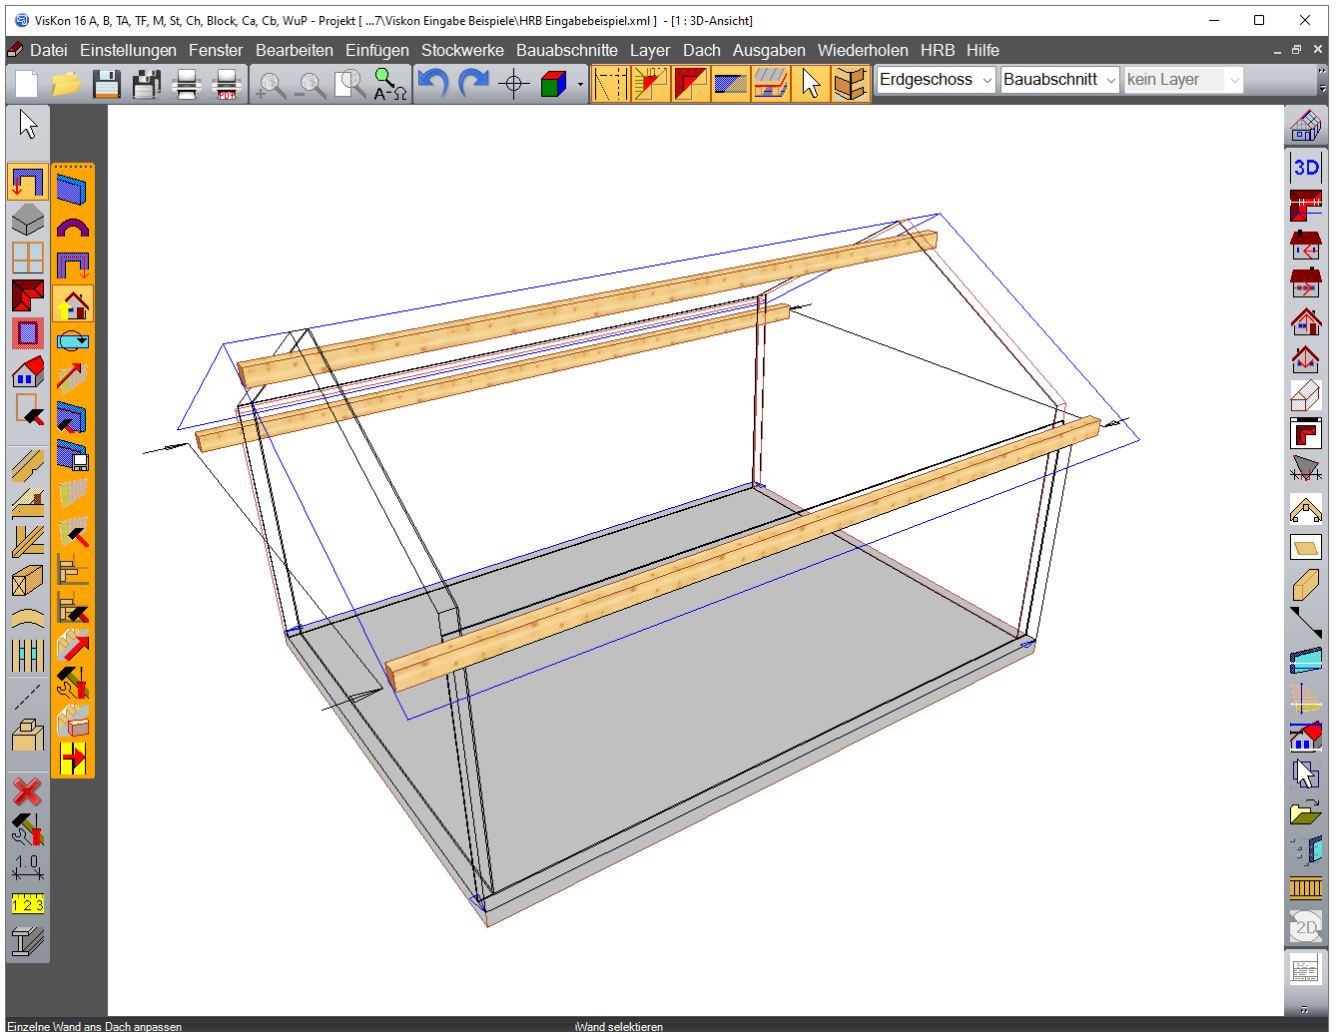 VisKon 16 A, B, TA, TF, M, St, Ch, Block, Ca, Cb, WuP - Projekt [ ...7\Viskon Eingabe Beispiele\HRB Eingabebeispiel.xml ] - [1 : 3D-Ansicht]
Datei Einstellungen Fenster Bearbeiten Einfügen Stockwerke Bauabschnitte Layer Dach Ausgaben Wiederholen HRB Hilfe
PDF A-Ω Erdgeschoss Bauabschnitt kein Layer
3D
1.0
1 2 3
2D
Einzelne Wand ans Dach anpassen Wand selektieren